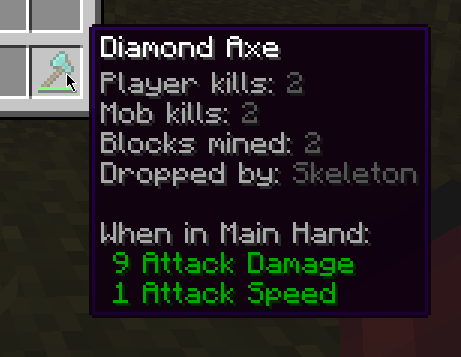 Diamond Axe
Player kills: 2
Mob kills: 2
Blocks mined: 2
Dropped by: Skeleton
When in Main Hand:
9 Attack Damage
1 Attack Speed